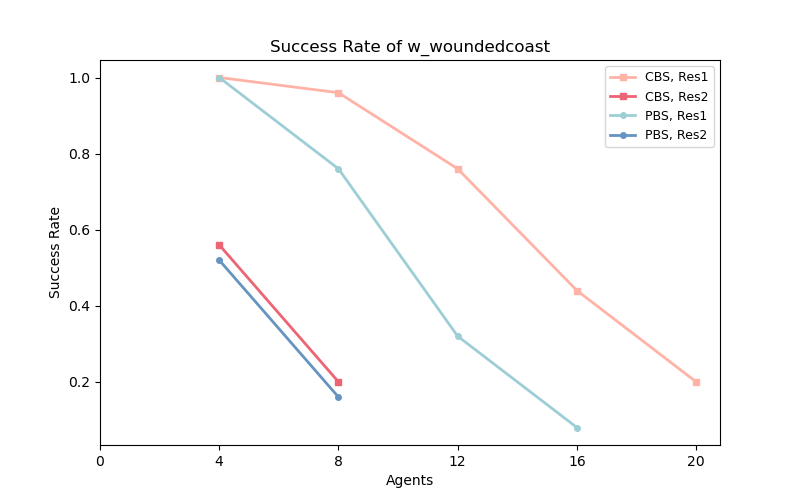 Success Rate of w_woundedcoast
CBS, Res1
CBS, Res2
PBS, Res1
PBS, Res2
1.0
0.8
0.6
0.4
0.2
Success Rate
0 4 8 12 16 20
Agents